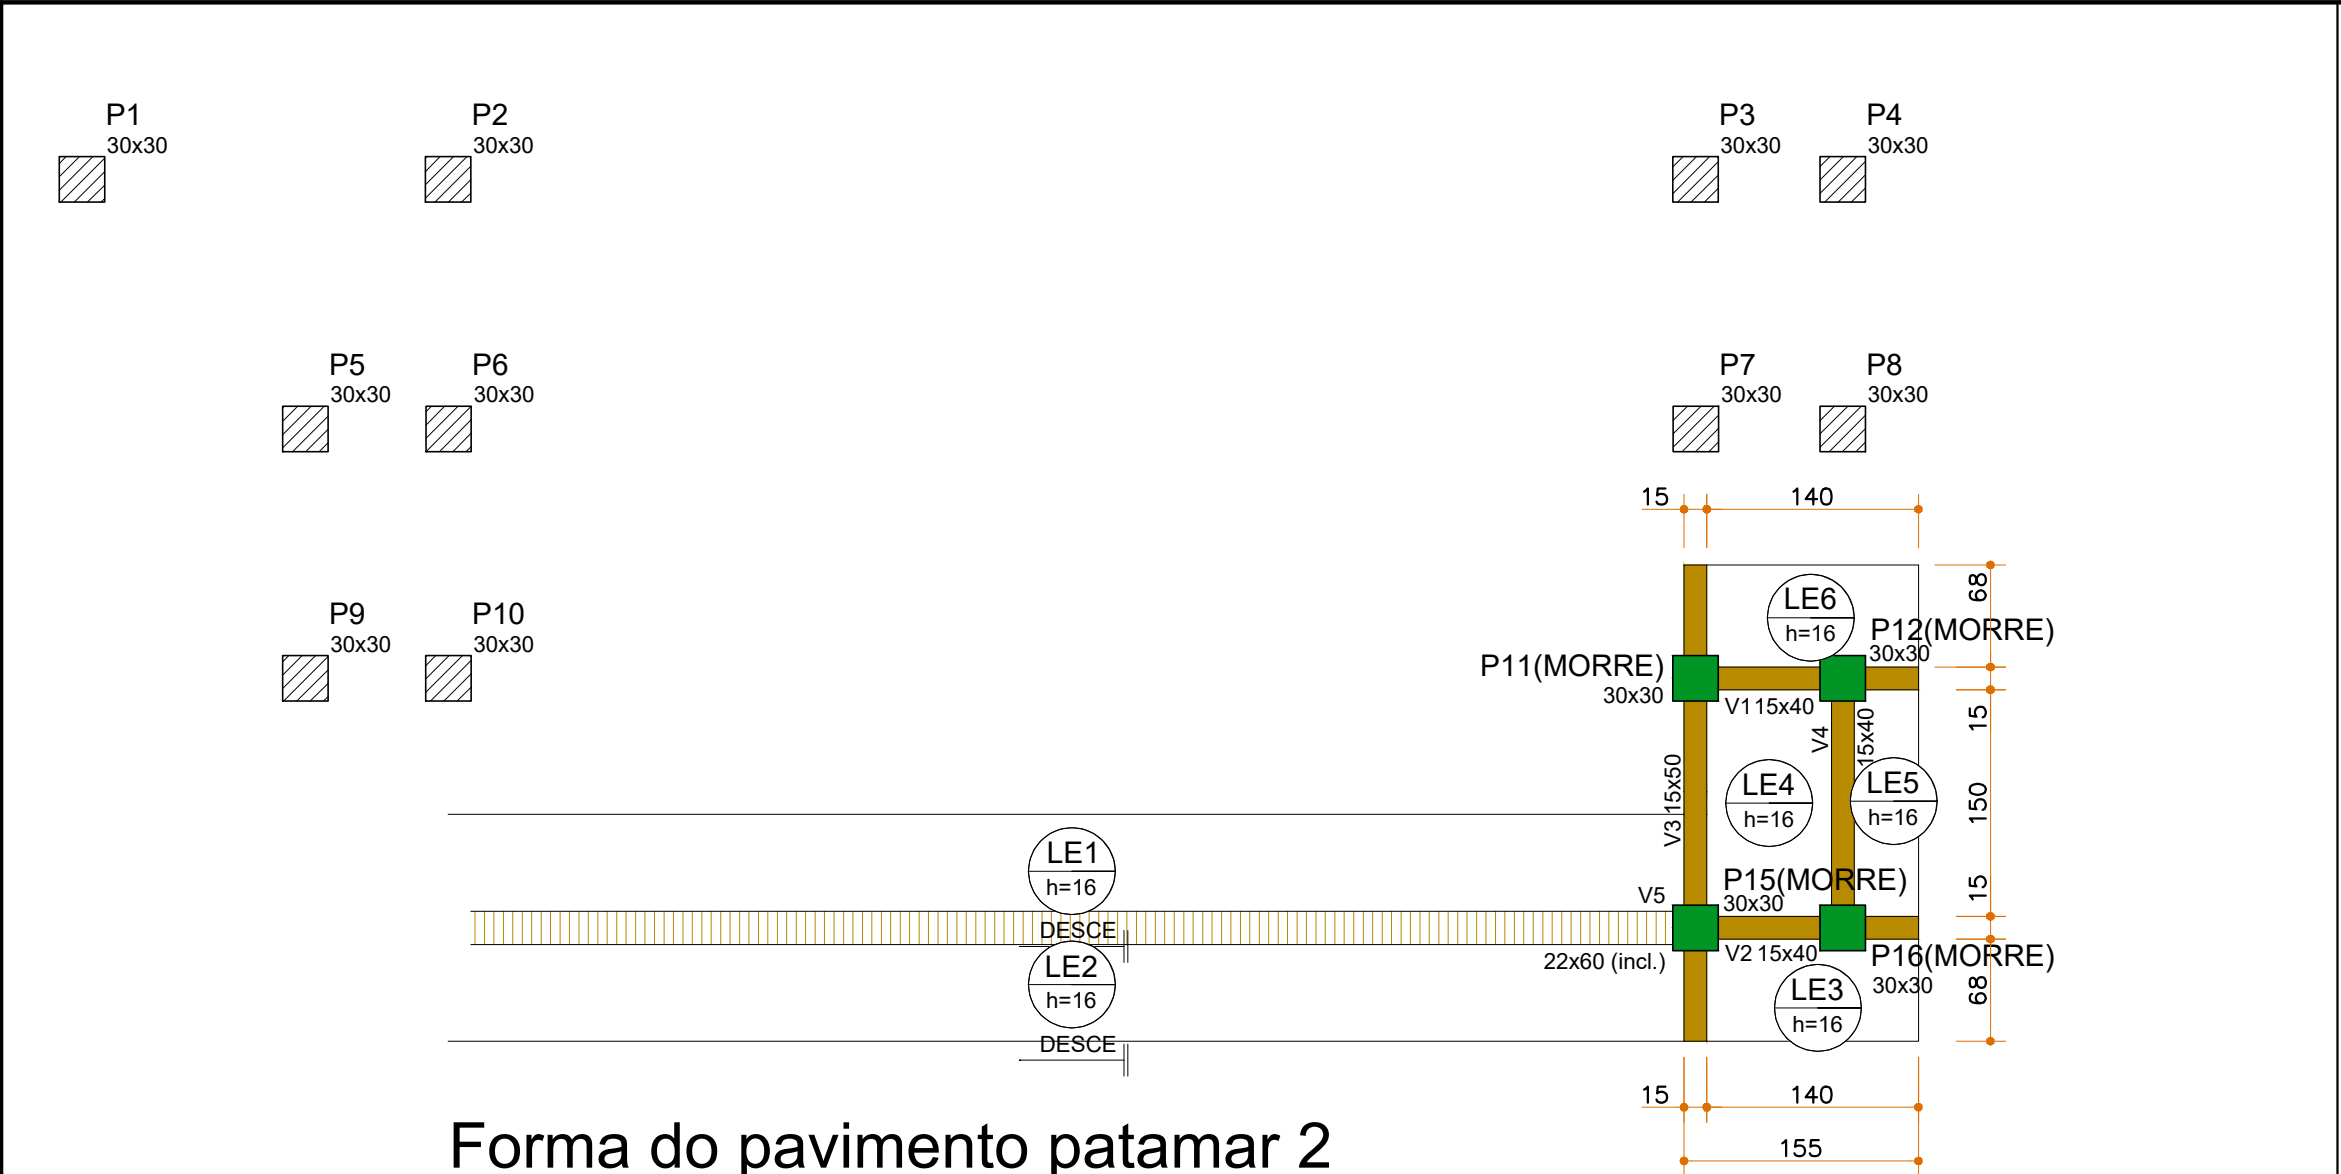 P1
30x30
P2
30x30
P3
30x30
P4
30x30
P5
30x30
P6
30x30
P7
30x30
P8
30x30
15
140
P9
30x30
P10
30x30
P11(MORRE)
30x30
LE6
h=16
P12(MORRE)
30x30
68
V1 15x40
15
V4
15x40
V3 15x50
LE4
h=16
LE5
h=16
150
LE1
h=16
DESCE
V5
22x60 (incl.)
P15(MORRE)
30x30
15
V2 15x40
P16(MORRE)
30x30
LE2
h=16
DESCE
LE3
h=16
68
15
140
155
Forma do pavimento patamar 2